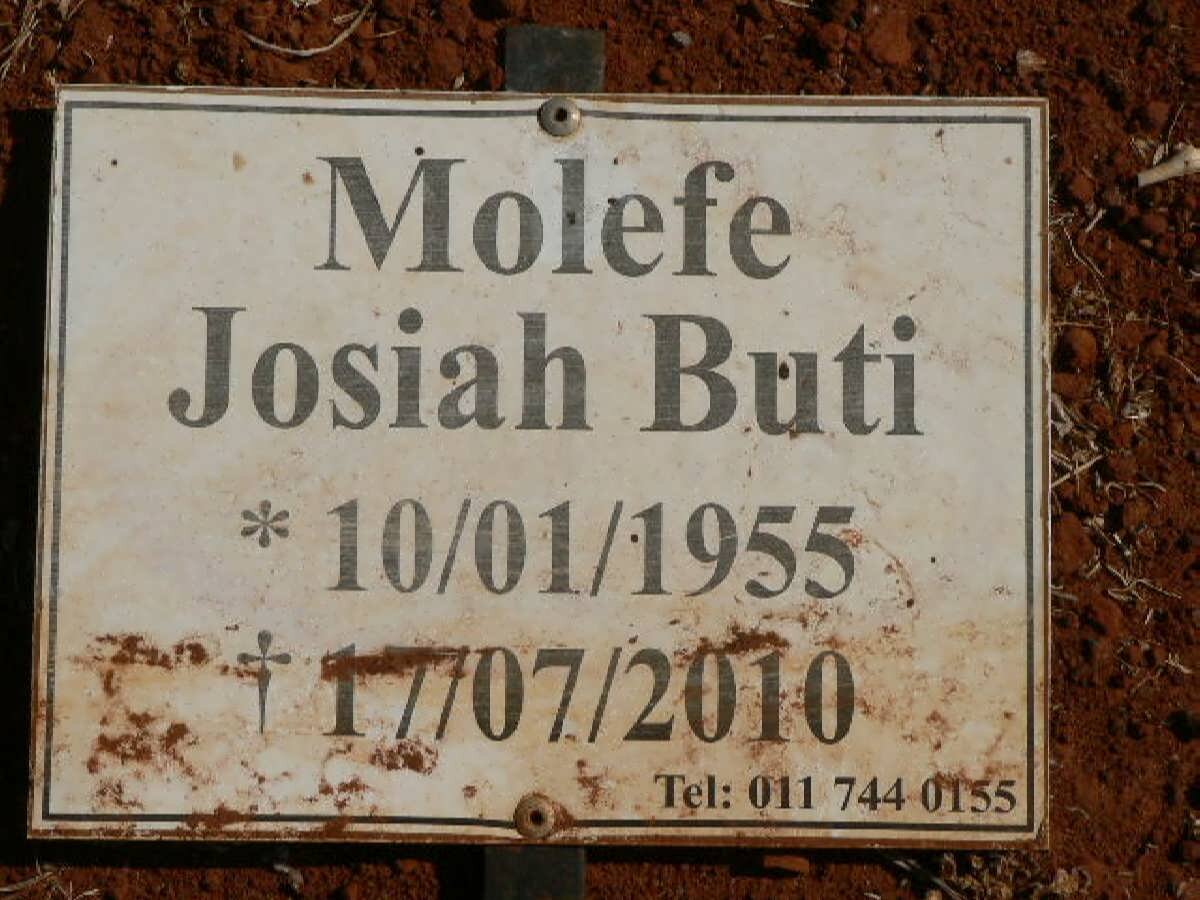 Molefe
Josiah Buti
* 10/01/1955
† 17/07/2010
Tel: 011 744 0155